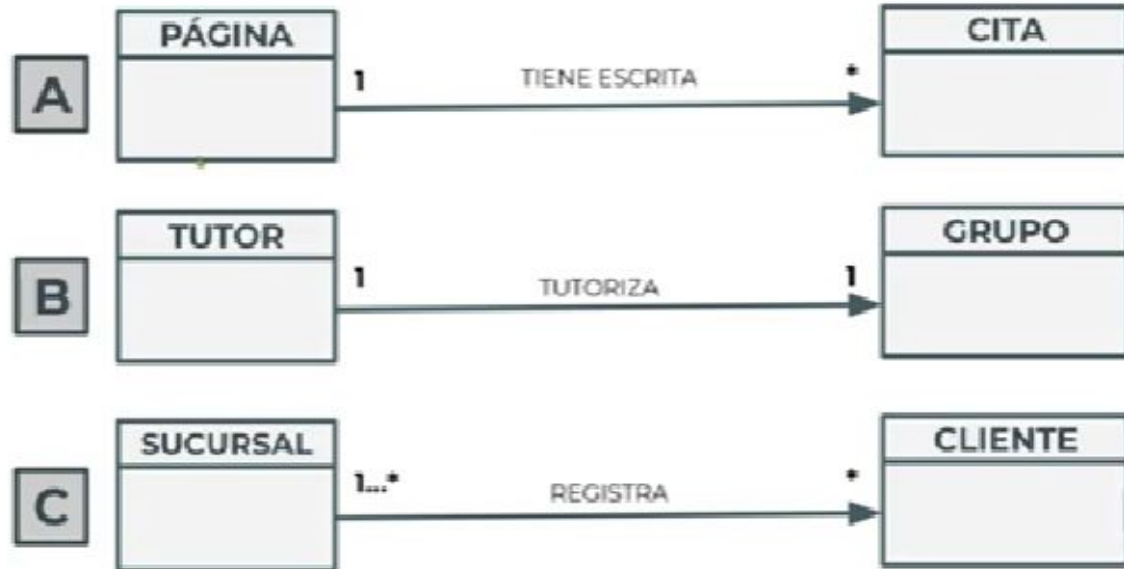 A
PÁGINA
1
TIENE ESCRITA
*
CITA
B
TUTOR
1
TUTORIZA
1
GRUPO
C
SUCURSAL
1...*
REGISTRA
*
CLIENTE